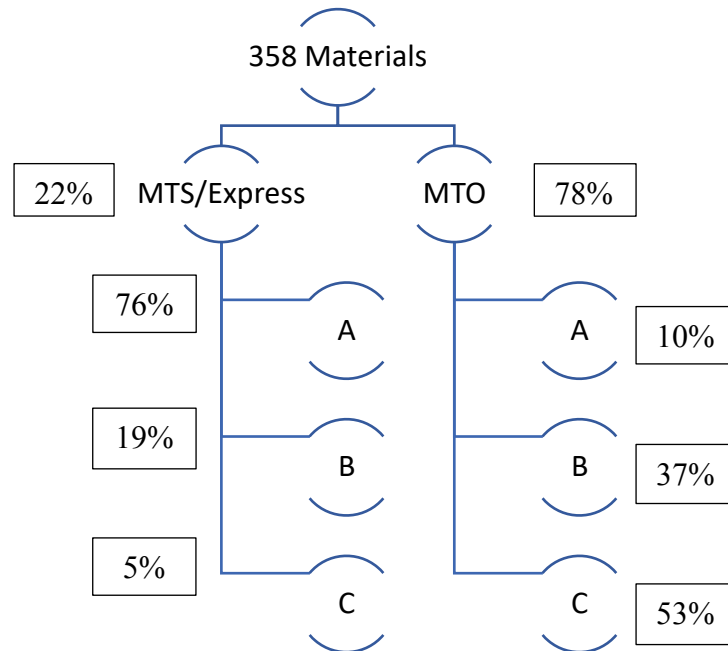 358 Materials
22%
MTS/Express
MTO
78%
76%
A
A
10%
19%
B
B
37%
5%
C
C
53%